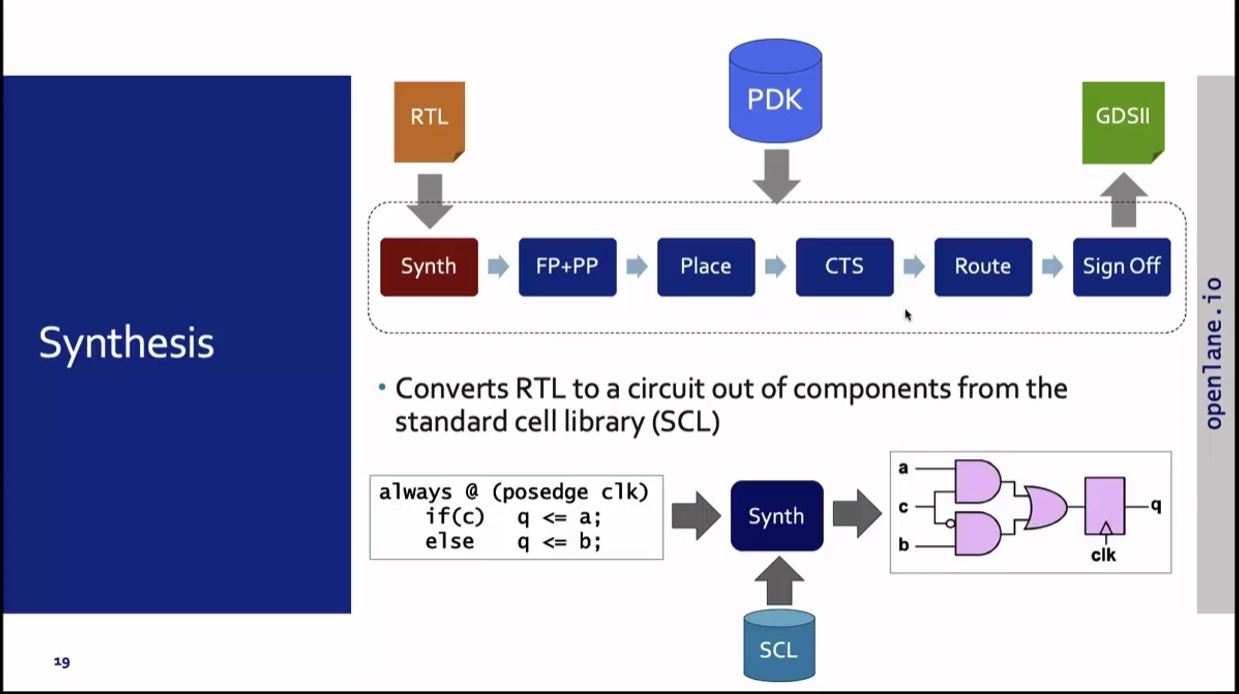 Synthesis
19
RTL
PDK
GDSII
Synth
FP+PP
Place
CTS
Route
Sign Off
• Converts RTL to a circuit out of components from the
standard cell library (SCL)
always @ (posedge clk)
if(c) q <= a;
else q <= b;
Synth
SCL
a
c
b
q
clk
openlane.io